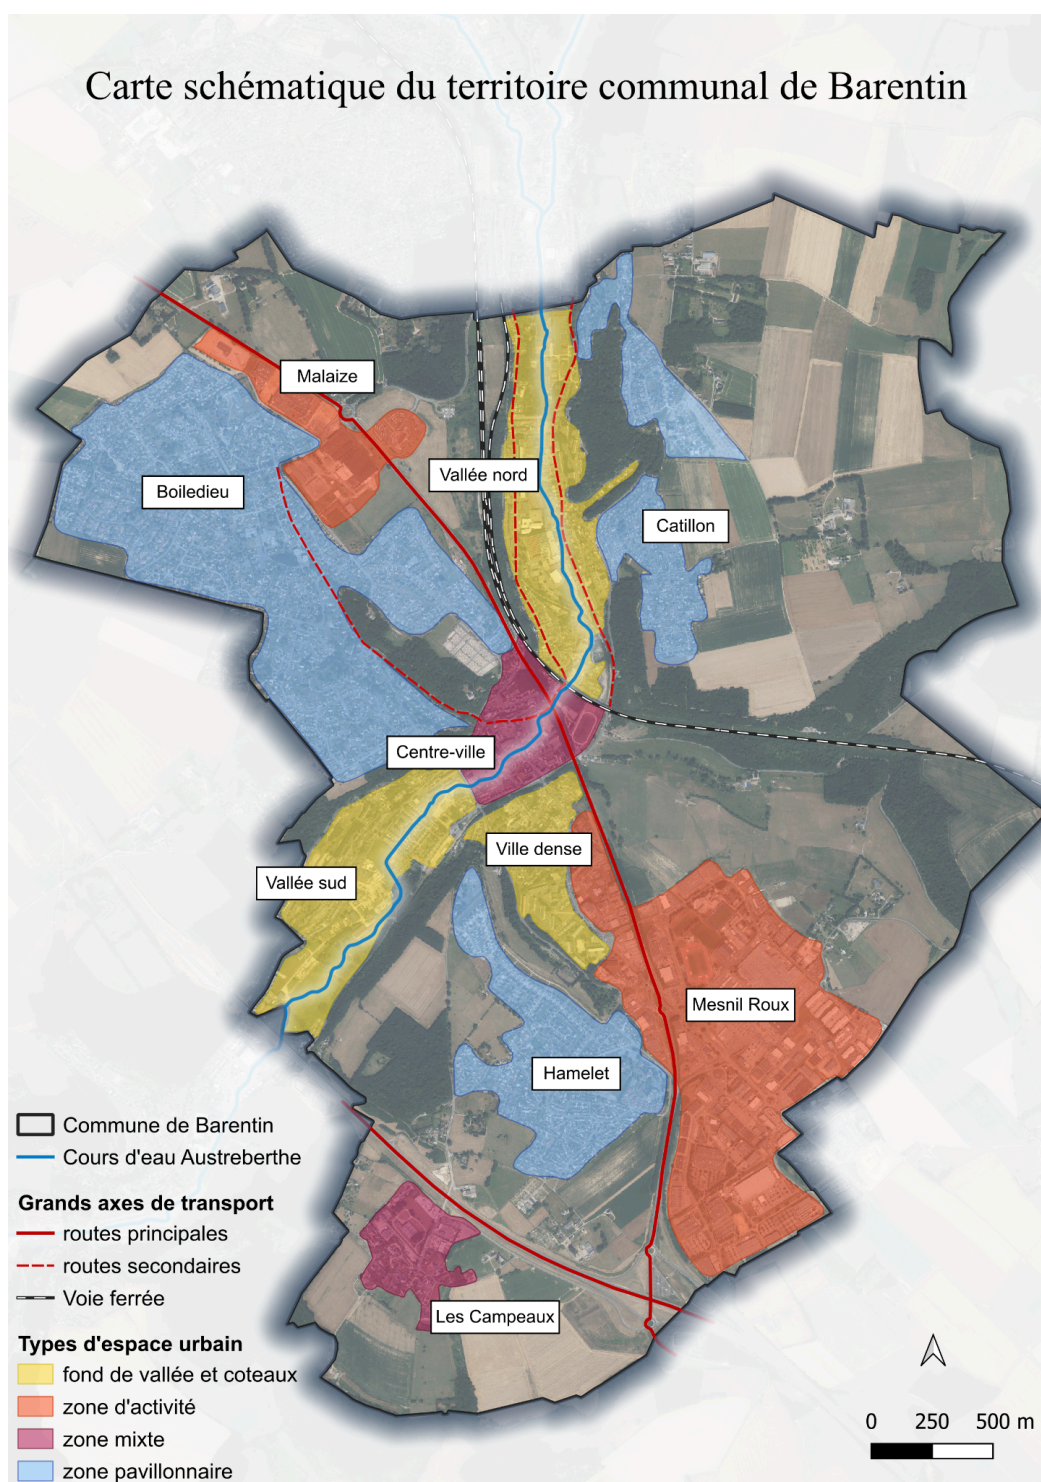 Carte schématique du territoire communal de Barentin
Malaize
Vallée nord
Boiledieu
Catillon
Centre-ville
Ville dense
Vallée sud
Mesnil Roux
Hamelet
Les Campeaux
Commune de Barentin
Cours d'eau Austreberthe
Grands axes de transport
routes principales
routes secondaires
Voie ferrée
Types d'espace urbain
fond de vallée et coteaux
zone d'activité
zone mixte
zone pavillonnaire
0 250 500 m